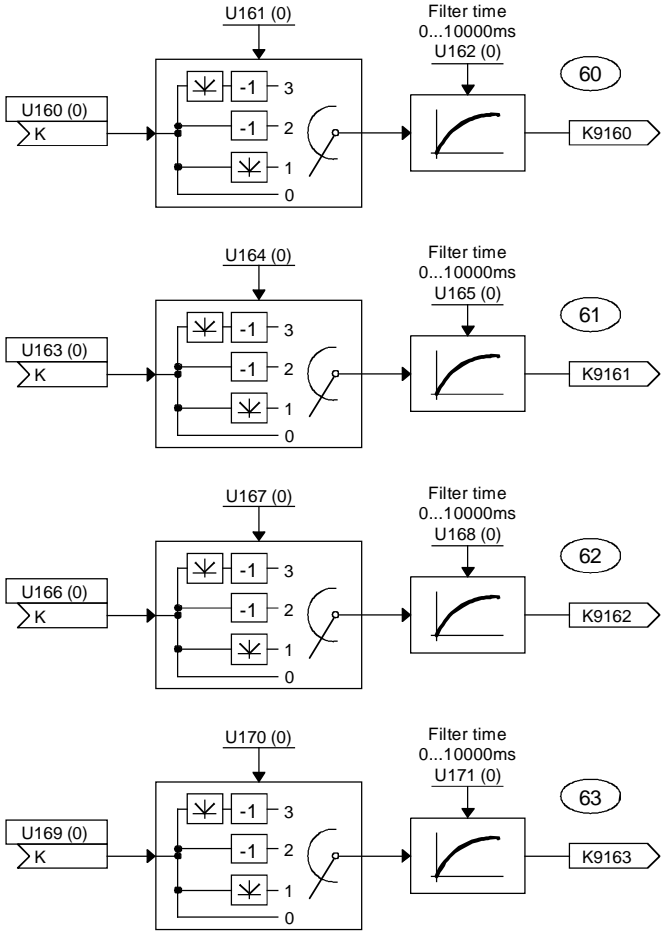 U161 (0)
Filter time
0...10000ms
U162 (0)
60
U160 (0)
K
-1
3
-1
2
1
0
K9160
U164 (0)
Filter time
0...10000ms
U165 (0)
61
U163 (0)
K
-1
3
-1
2
1
0
K9161
U167 (0)
Filter time
0...10000ms
U168 (0)
62
U166 (0)
K
-1
3
-1
2
1
0
K9162
U170 (0)
Filter time
0...10000ms
U171 (0)
63
U169 (0)
K
-1
3
-1
2
1
0
K9163